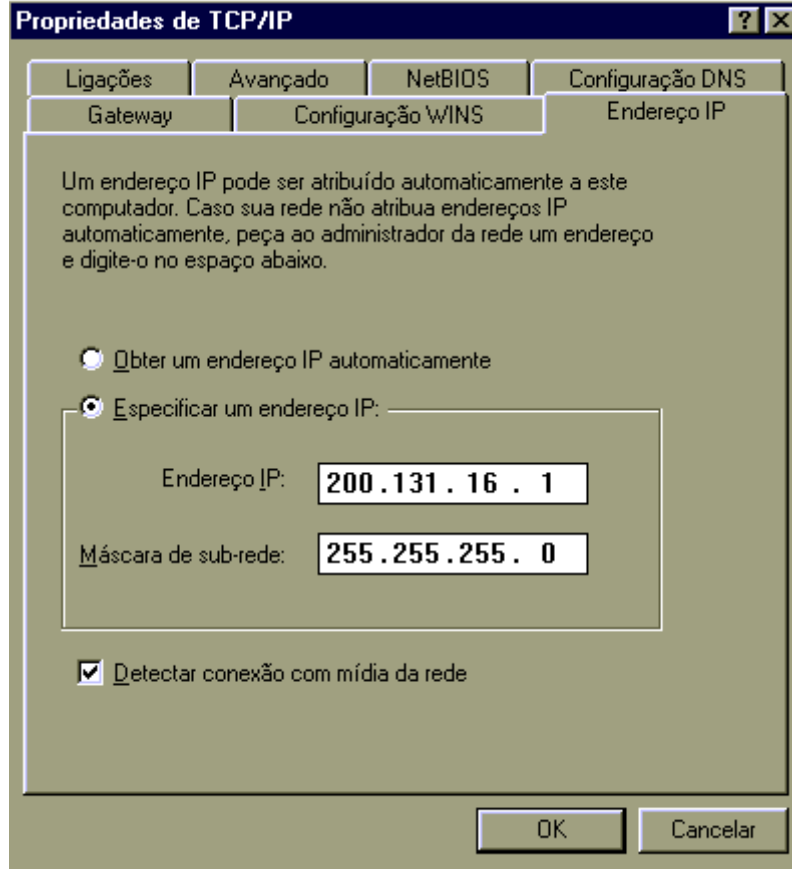 Propriedades de TCP/IP
Ligações Avançado NetBIOS Configuração DNS
Gateway Configuração WINS Endereço IP
Um endereço IP pode ser atribuído automaticamente a este
computador. Caso sua rede não atribua endereços IP
automaticamente, peça ao administrador da rede um endereço
e digite-o no espaço abaixo.
Obter um endereço IP automaticamente
Especificar um endereço IP:
Endereço IP: 200.131. 16 . 1
Máscara de sub-rede: 255.255.255. 0
Detectar conexão com mídia da rede
OK Cancelar